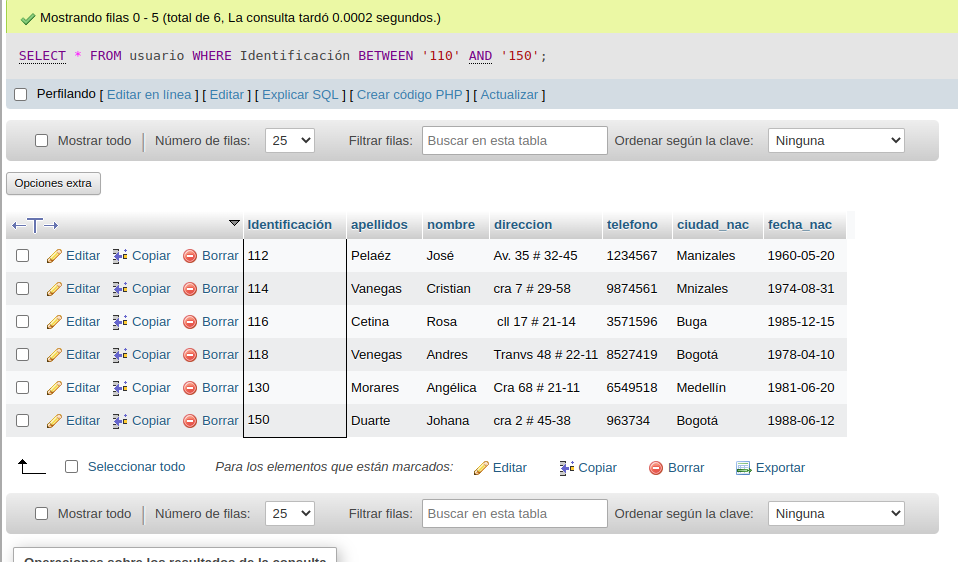 Mostrando filas 0 - 5 (total de 6, La consulta tardó 0.0002 segundos.)
SELECT * FROM usuario WHERE Identificación BETWEEN '110' AND '150';
Perfilando [ Editar en línea ] [ Editar ] [ Explicar SQL ] [ Crear código PHP ] [ Actualizar ]
Mostrar todo | Número de filas: 25 Filtrar filas: Buscar en esta tabla Ordenar según la clave: Ninguna
Opciones extra
←T→ Identificación apellidos nombre direccion telefono ciudad_nac fecha_nac
Editar Copiar Borrar 112 Pelaéz José Av. 35 # 32-45 1234567 Manizales 1960-05-20
Editar Copiar Borrar 114 Vanegas Cristian cra 7 # 29-58 9874561 Mnizales 1974-08-31
Editar Copiar Borrar 116 Cetina Rosa cll 17 # 21-14 3571596 Buga 1985-12-15
Editar Copiar Borrar 118 Venegas Andres Tranvs 48 # 22-11 8527419 Bogotá 1978-04-10
Editar Copiar Borrar 130 Morares Angélica Cra 68 # 21-11 6549518 Medellín 1981-06-20
Editar Copiar Borrar 150 Duarte Johana cra 2 # 45-38 963734 Bogotá 1988-06-12
Seleccionar todo Para los elementos que están marcados: Editar Copiar Borrar Exportar
Mostrar todo | Número de filas: 25 Filtrar filas: Buscar en esta tabla Ordenar según la clave: Ninguna
Operaciones sobre los resultados de la consulta